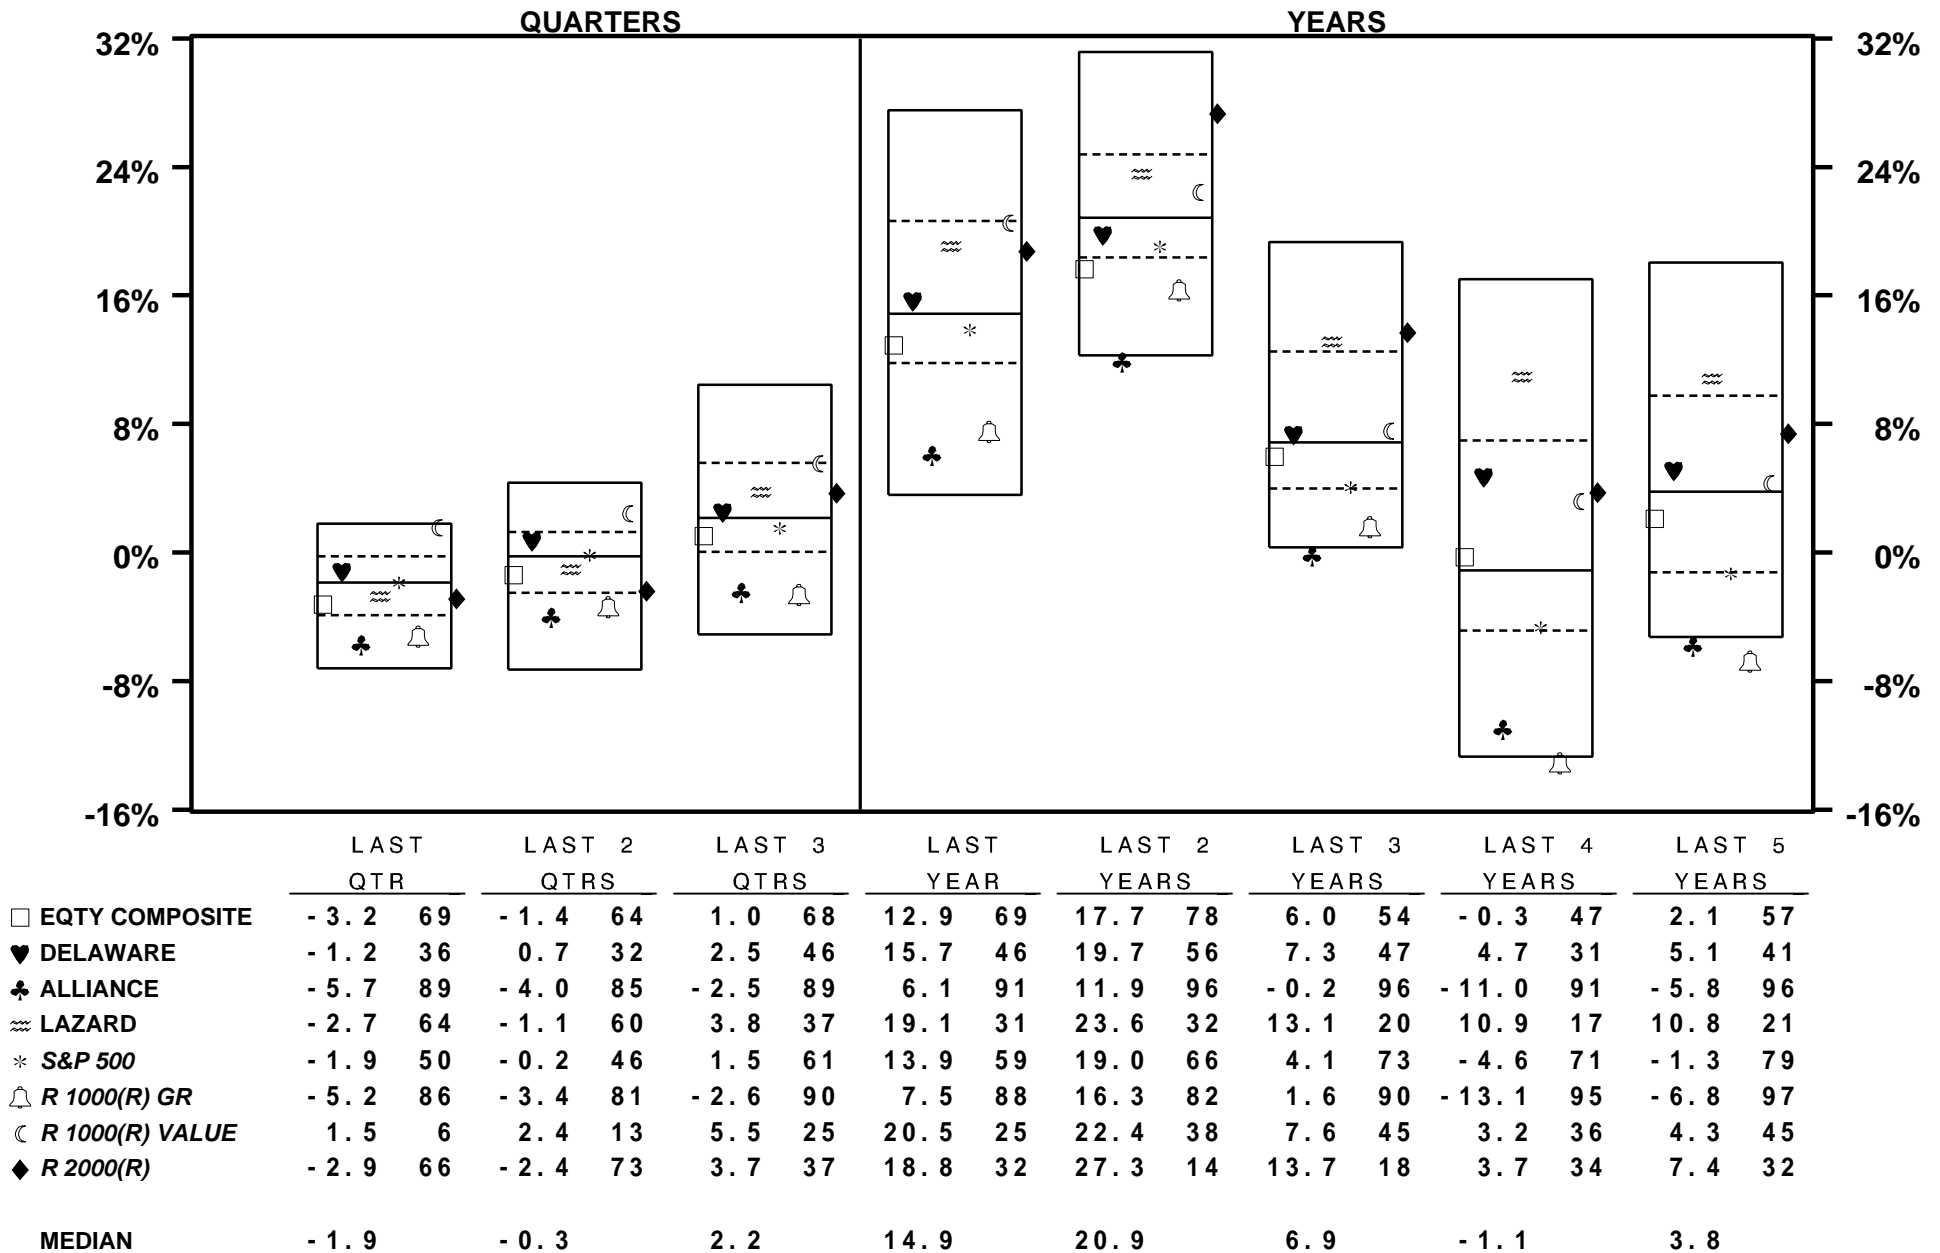 QUARTERS YEARS
32% 32%
24% 24%
16% 16%
8% 8%
0% 0%
-8% -8%
-16% -16%
LAST LAST 2 LAST 3 LAST LAST 2 LAST 3 LAST 4 LAST 5
QTR QTRS QTRS YEAR YEARS YEARS YEARS YEARS
EQTY COMPOSITE -3.2 69 -1.4 64 1.0 68 12.9 69 17.7 78 6.0 54 -0.3 47 2.1 57
DELAWARE -1.2 36 0.7 32 2.5 46 15.7 46 19.7 56 7.3 47 4.7 31 5.1 41
ALLIANCE -5.7 89 -4.0 85 -2.5 89 6.1 91 11.9 96 -0.2 96 -11.0 91 -5.8 96
LAZARD -2.7 64 -1.1 60 3.8 37 19.1 31 23.6 32 13.1 20 10.9 17 10.8 21
S&P 500 -1.9 50 -0.2 46 1.5 61 13.9 59 19.0 66 4.1 73 -4.6 71 -1.3 79
R 1000(R) GR -5.2 86 -3.4 81 -2.6 90 7.5 88 16.3 82 1.6 90 -13.1 95 -6.8 97
R 1000(R) VALUE 1.5 6 2.4 13 5.5 25 20.5 25 22.4 38 7.6 45 3.2 36 4.3 45
R 2000(R) -2.9 66 -2.4 73 3.7 37 18.8 32 27.3 14 13.7 18 3.7 34 7.4 32
MEDIAN -1.9 -0.3 2.2 14.9 20.9 6.9 -1.1 3.8